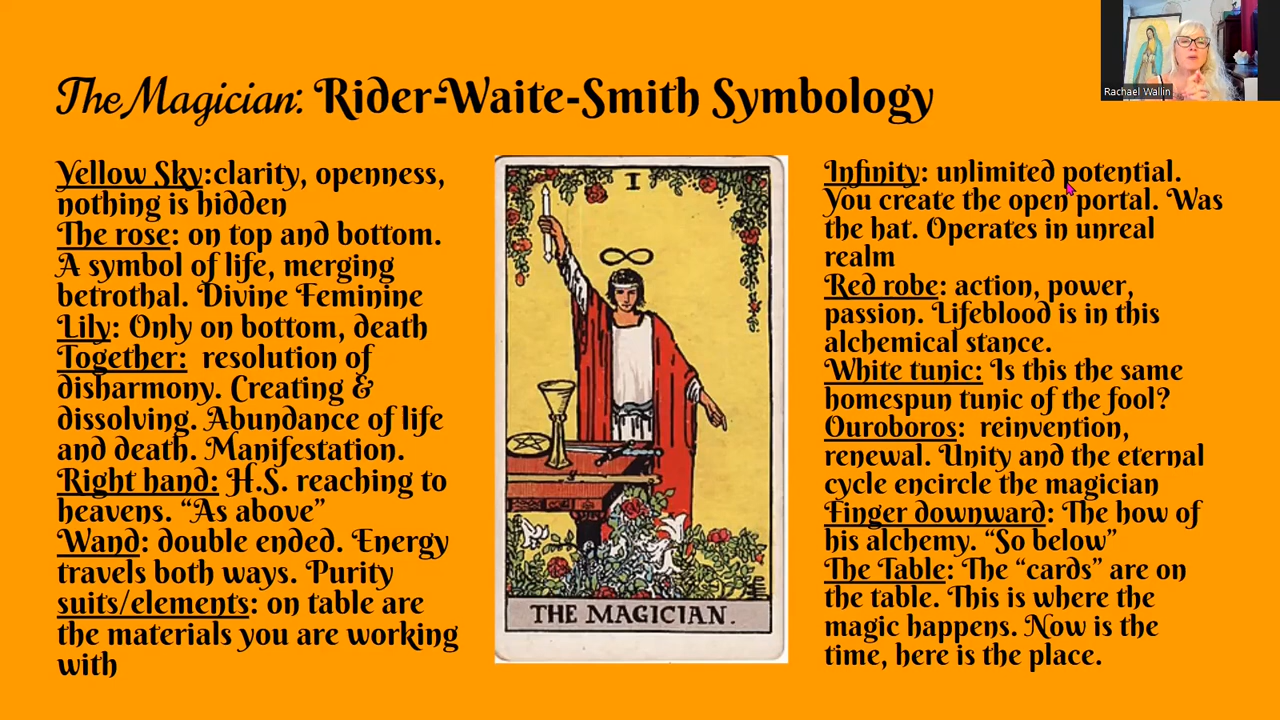 The Magician: Rider-Waite-Smith Symbology
Rachael Wallin
Yellow Sky:clarity, openness,
nothing is hidden
The rose: on top and bottom.
A symbol of life, merging
betrothal. Divine Feminine
Lily: Only on bottom, death
Together: resolution of
disharmony. Creating &
dissolving. Abundance of life
and death. Manifestation.
Right hand: H.S. reaching to
heavens. “As above”
Wand: double ended. Energy
travels both ways. Purity
suits/elements: on table are
the materials you are working
with
I
THE MAGICIAN.
Infinity: unlimited potential.
You create the open portal. Was
the hat. Operates in unreal
realm
Red robe: action, power,
passion. Lifeblood is in this
alchemical stance.
White tunic: Is this the same
homespun tunic of the fool?
Ouroboros: reinvention,
renewal. Unity and the eternal
cycle encircle the magician
Finger downward: The how of
his alchemy. “So below”
The Table: The “cards” are on
the table. This is where the
magic happens. Now is the
time, here is the place.